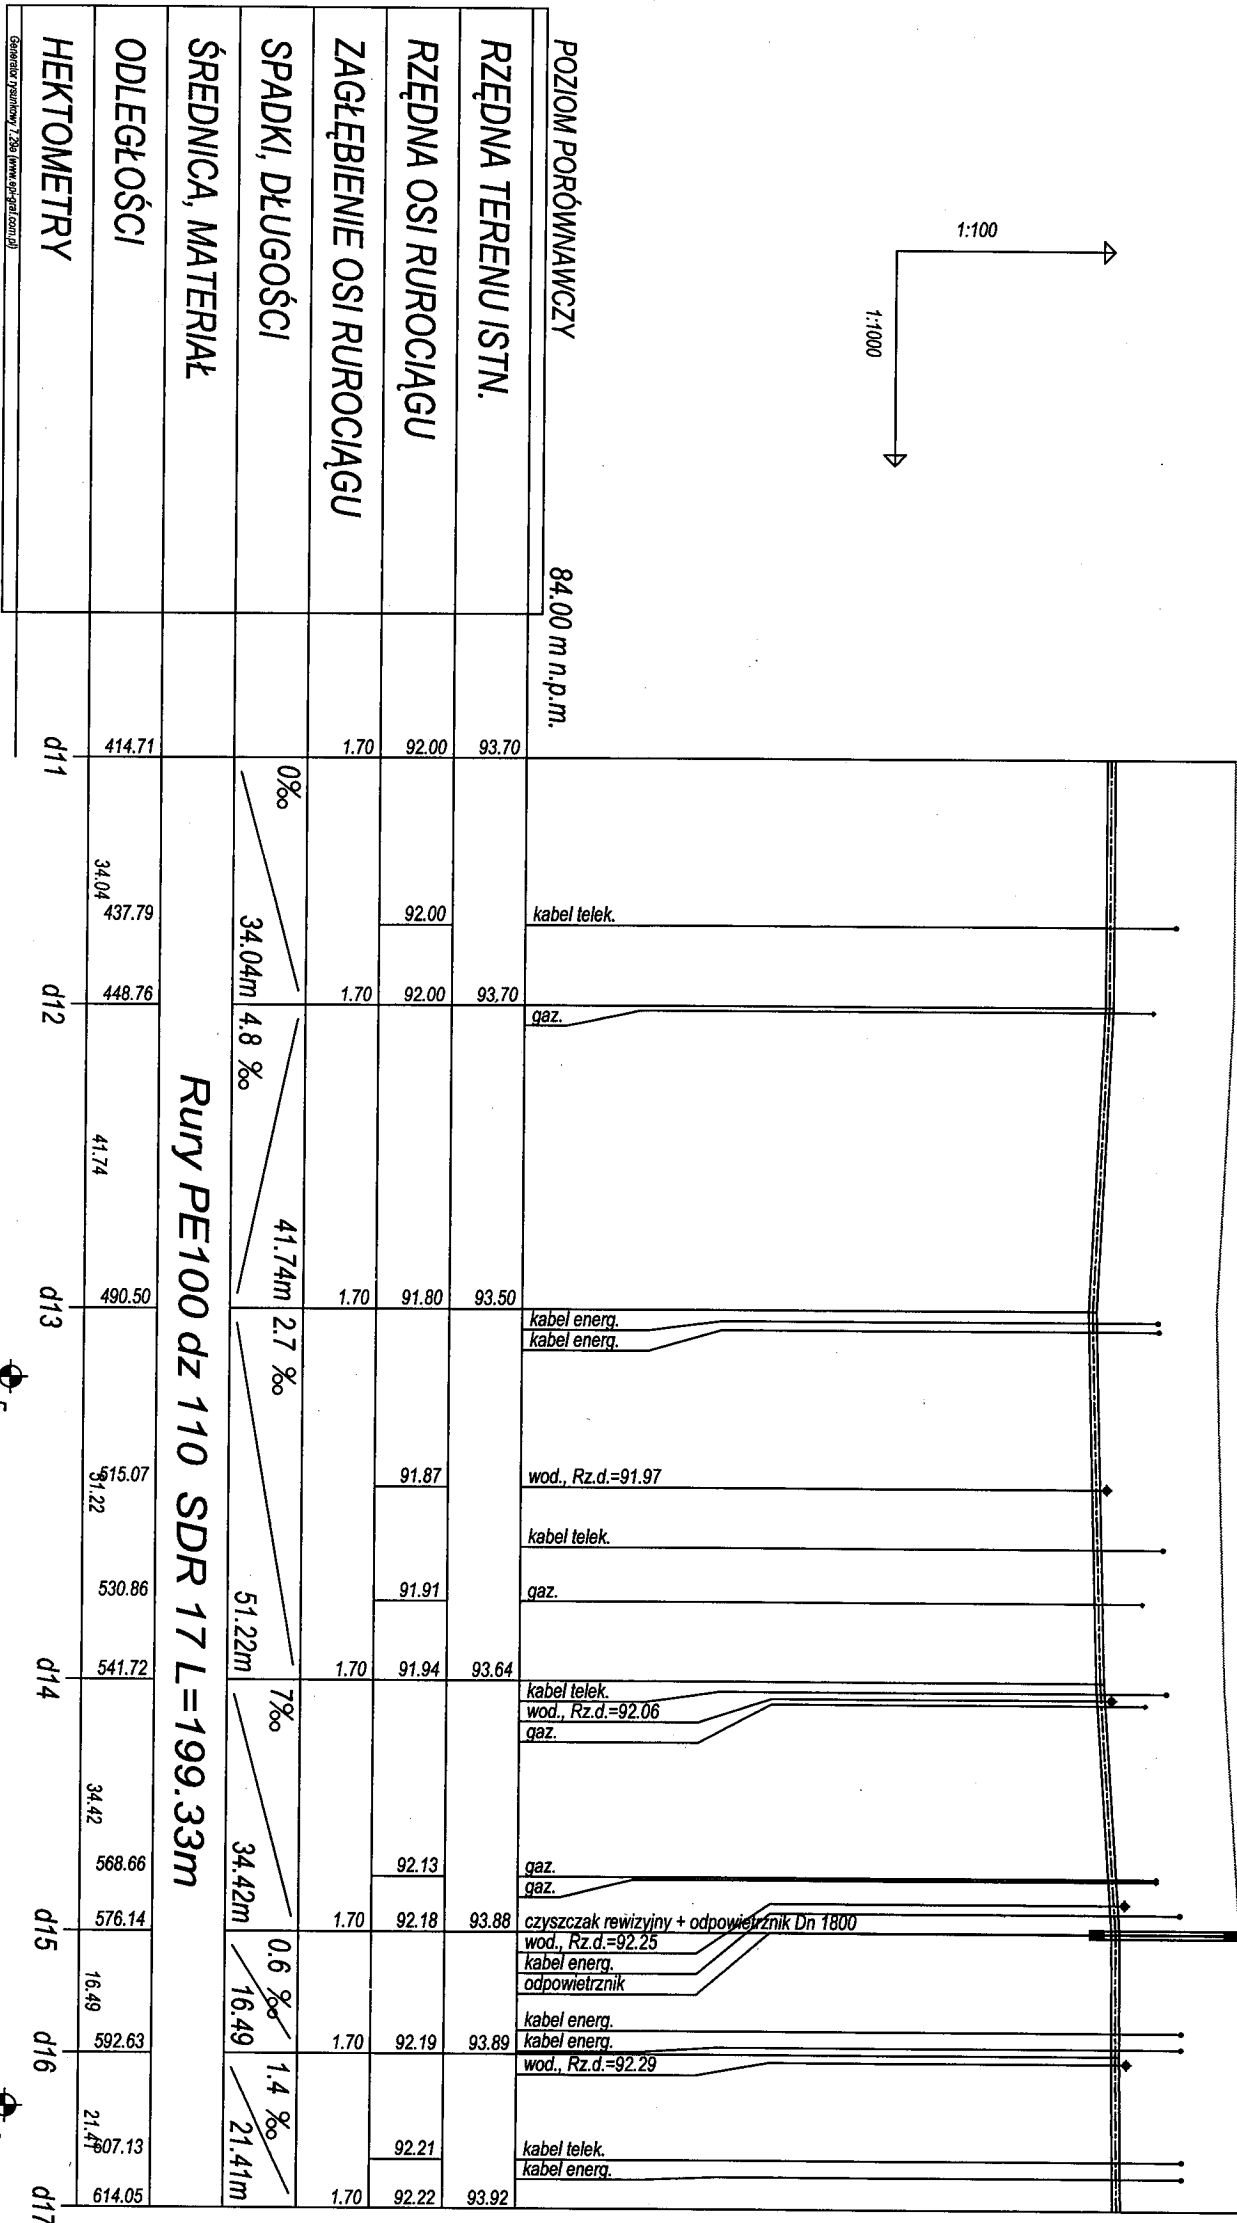 1:100
1:1000
POZIOM PORÓWNAWCZY 84.00 m n.p.m.
RZĘDNA TERENU ISTN.
93.70 93.70 93.50 93.64 93.88 93.89 93.92
RZĘDNA OSI RUROCIĄGU
92.00 92.00 92.00 91.80 91.87 91.91 91.94 92.13 92.18 92.19 92.21 92.22
ZAGŁĘBIENIE OSI RUROCIĄGU
1.70 1.70 1.70 1.70 1.70 1.70 1.70
SPADKI, DŁUGOŚCI
0‰ 34.04m
4.8 ‰ 41.74m
2.7 ‰ 51.22m
7‰ 34.42m
0.6 ‰ 16.49
1.4 ‰ 21.41m
ŚREDNICA, MATERIAŁ
Rury PE100 dz 110 SDR 17 L=199.33m
ODLEGŁOŚCI
414.71 437.79 448.76 490.50 515.07 530.86 541.72 568.66 576.14 592.63 607.13 614.05
34.04 41.74 51.22 34.42 16.49 21.41
HEKTOMETRY
d11 d12 d13 d14 d15 d16 d17
Generator rysunkowy 7.29e (www.epi-graf.com.pl)
kabel telek.
gaz.
kabel energ.
kabel energ.
wod., Rz.d.=91.97
kabel telek.
gaz.
kabel telek.
wod., Rz.d.=92.06
gaz.
gaz.
gaz.
czyszczak rewizyjny + odpowietrznik Dn 1800
wod., Rz.d.=92.25
kabel energ.
odpowietrznik
kabel energ.
kabel energ.
wod., Rz.d.=92.29
kabel telek.
kabel energ.